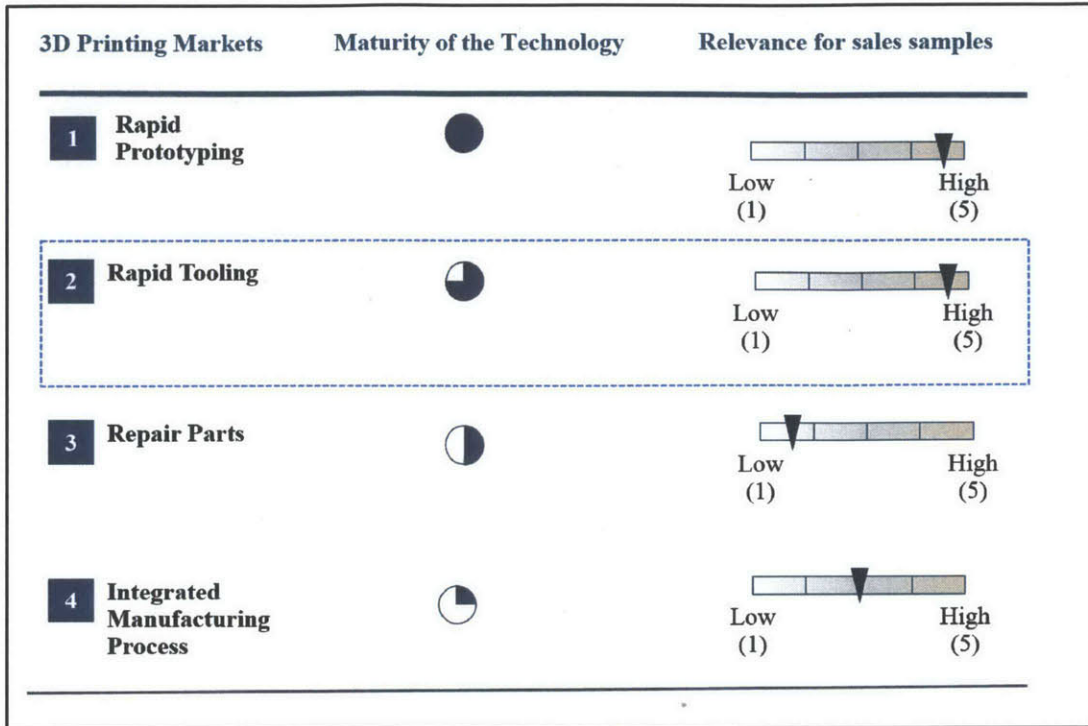 3D Printing Markets Maturity of the Technology Relevance for sales samples
1 Rapid
Prototyping
Low High
(1) (5)
2 Rapid Tooling
Low High
(1) (5)
3 Repair Parts
Low High
(1) (5)
4 Integrated
Manufacturing
Process
Low High
(1) (5)